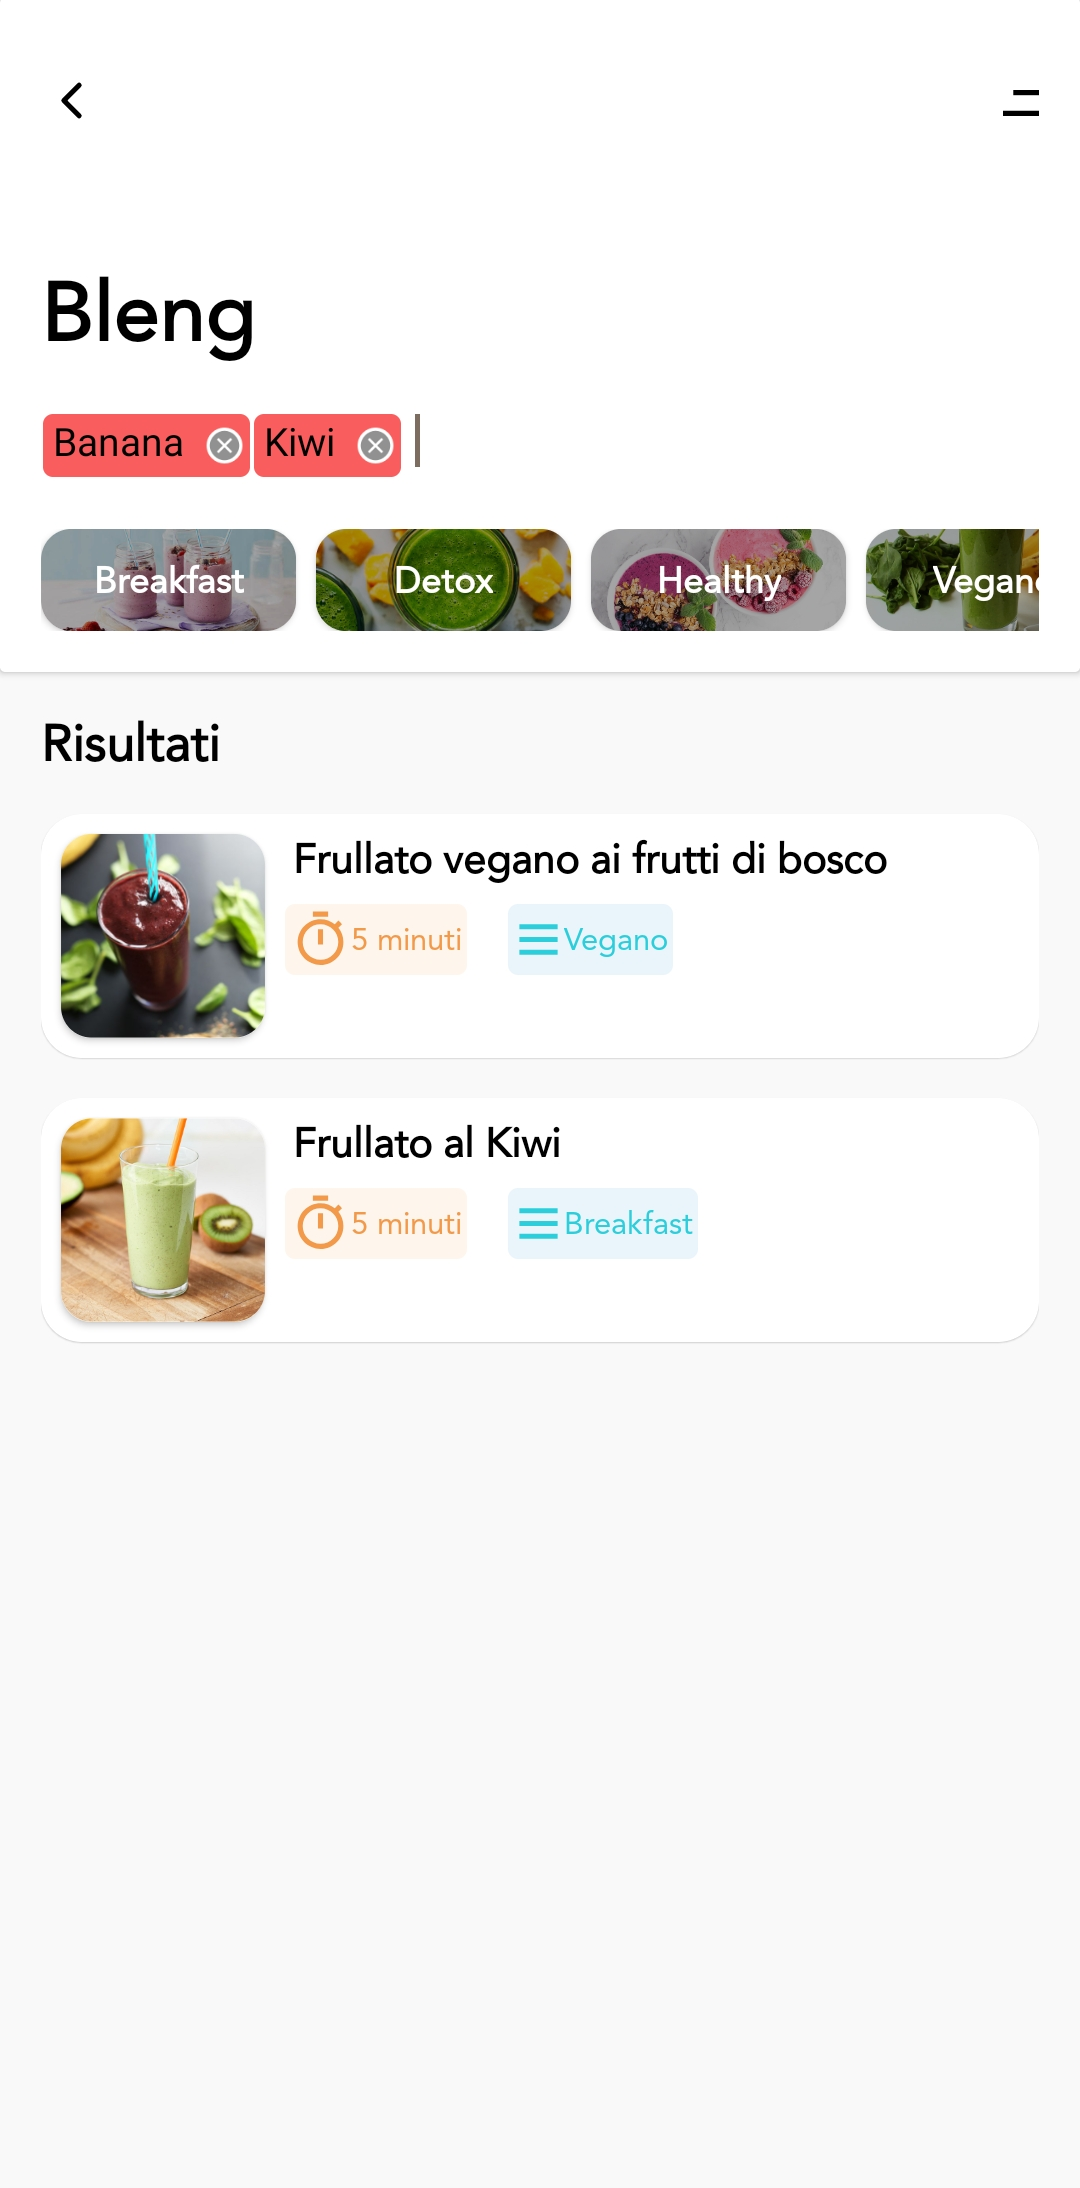 Bleng
Banana Kiwi
Breakfast Detox Healthy Vegan
Risultati
Frullato vegano ai frutti di bosco
5 minuti Vegano
Frullato al Kiwi
5 minuti Breakfast